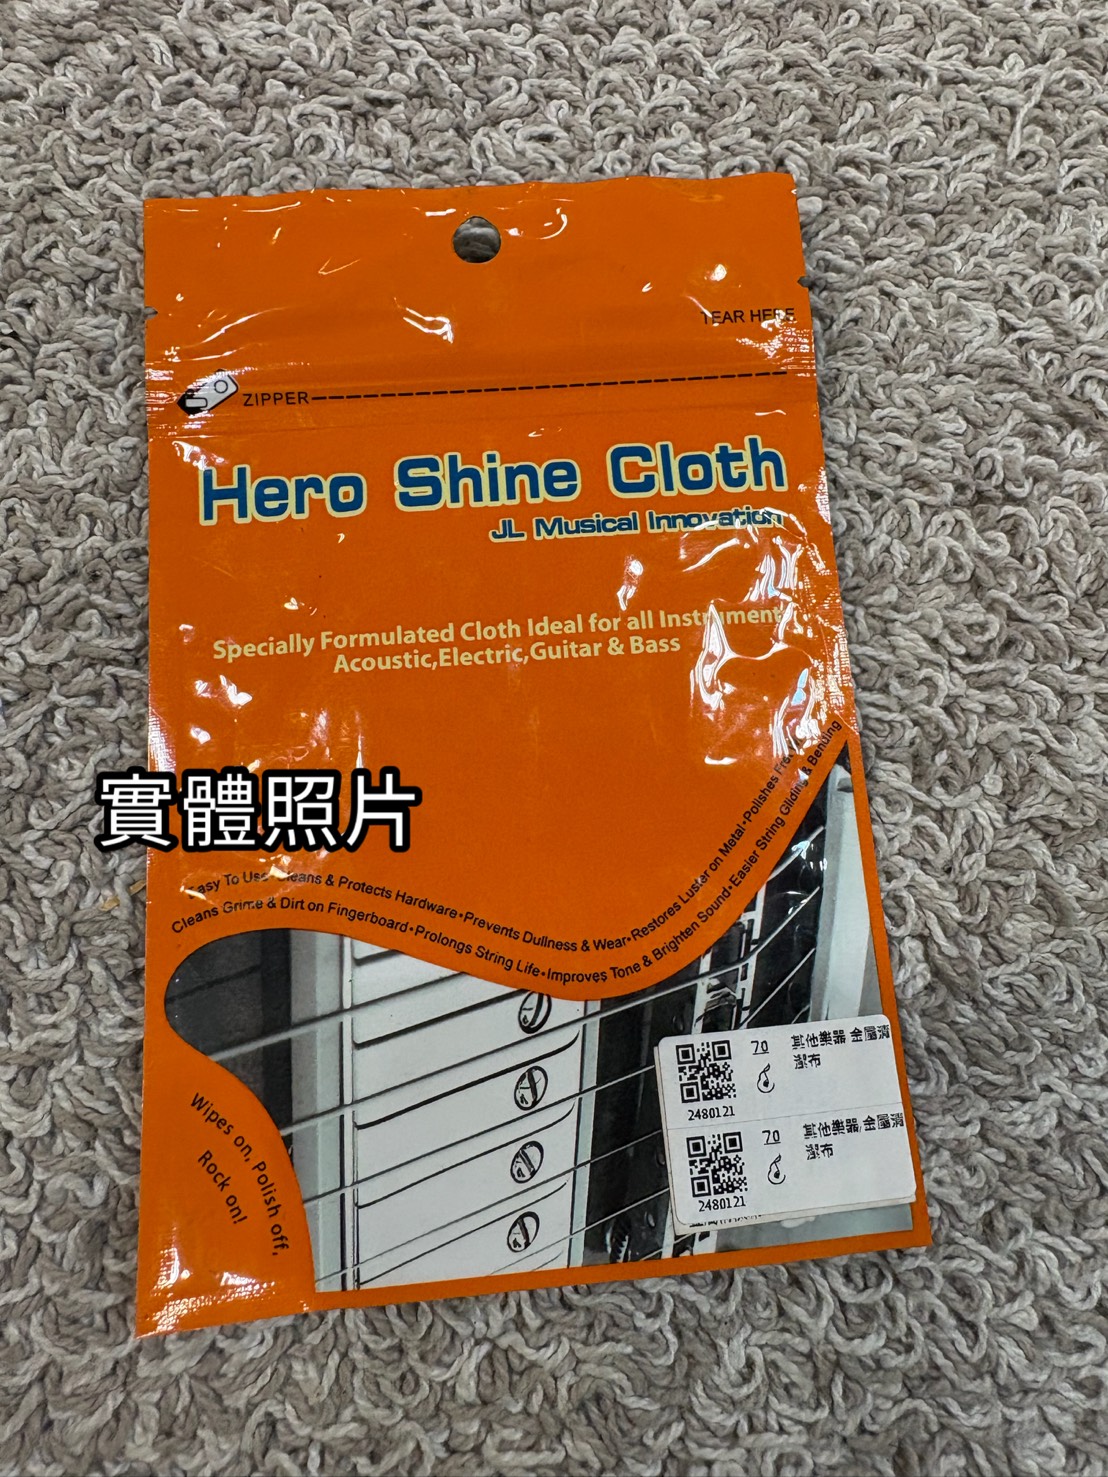 TEAR HERE
ZIPPER
Hero Shine Cloth
JL Musical Innovation
Specially Formulated Cloth Ideal for all Instrument
Acoustic,Electric,Guitar & Bass
實體照片
Easy To Use•Cleans & Protects Hardware•Prevents Dullness & Wear•Restores Luster on Metal•Polishes
Cleans Grime & Dirt on Fingerboard•Prolongs String Life•Improves Tone & Brighten Sound•Easier String Gliding & Bending
Wipes on, Polish off,
Rock on!
70 其他樂器 金屬清
潔布
2480121
70 其他樂器 金屬清
潔布
2480121